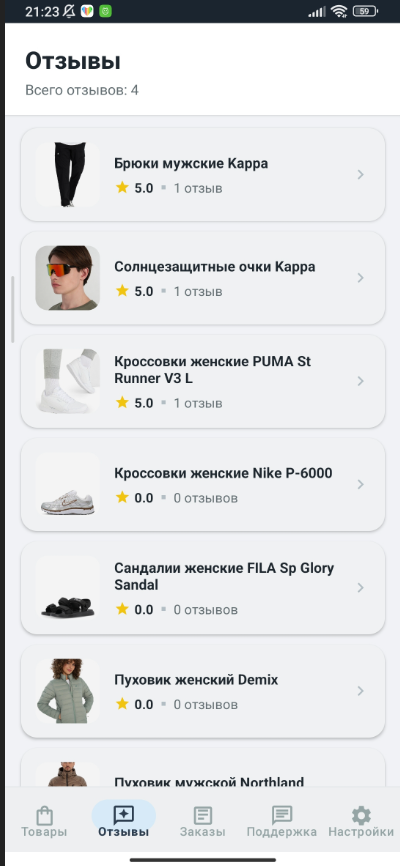 21:23
59
Отзывы
Всего отзывов: 4
Брюки мужские Kappa
5.0 1 отзыв
Солнцезащитные очки Kappa
5.0 1 отзыв
Кроссовки женские PUMA St
Runner V3 L
5.0 1 отзыв
Кроссовки женские Nike P-6000
0.0 0 отзывов
Сандалии женские FILA Sp Glory
Sandal
0.0 0 отзывов
Пуховик женский Demix
0.0 0 отзывов
Пуховик мужской Northland
Товары Отзывы Заказы Поддержка Настройки